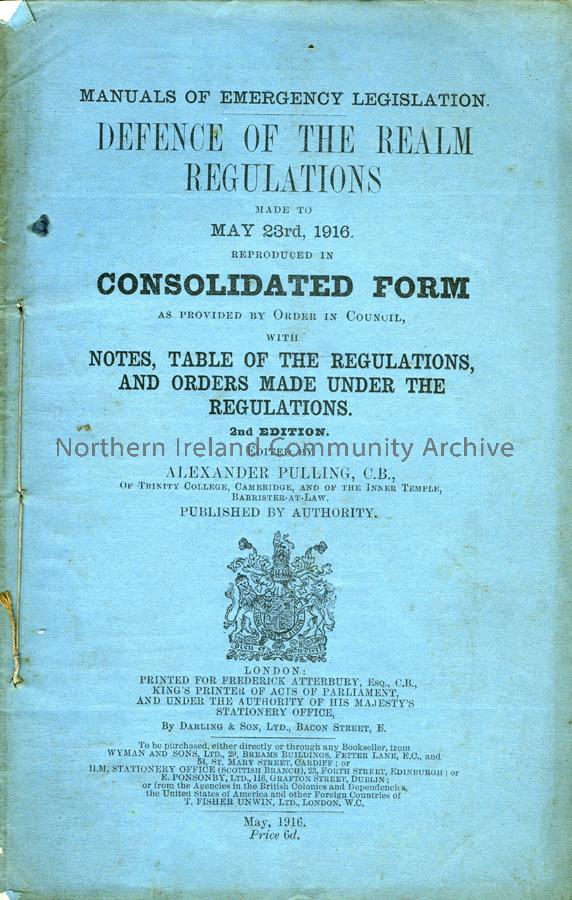 MANUALS OF EMERGENCY LEGISLATION.
DEFENCE OF THE REALM
REGULATIONS
MADE TO
MAY 23rd, 1916.
REPRODUCED IN
CONSOLIDATED FORM
AS PROVIDED BY ORDER IN COUNCIL,
WITH
NOTES, TABLE OF THE REGULATIONS,
AND ORDERS MADE UNDER THE
REGULATIONS.
2nd EDITION.
Northern Ireland Community Archive
EDITED BY
ALEXANDER PULLING, C.B.,
OF TRINITY COLLEGE, CAMBRIDGE, AND OF THE INNER TEMPLE,
BARRISTER-AT-LAW.
PUBLISHED BY AUTHORITY.
LONDON:
PRINTED FOR FREDERICK ATTERBURY, ESQ., C.B.,
KING'S PRINTER OF ACTS OF PARLIAMENT,
AND UNDER THE AUTHORITY OF HIS MAJESTY'S
STATIONERY OFFICE,
BY DARLING & SON, LTD., BACON STREET, E.
To be purchased, either directly or through any Bookseller, from
WYMAN AND SONS, LTD., 29, BREAMS BUILDINGS, FETTER LANE, E.C., and
54, ST. MARY STREET, CARDIFF; or
H.M. STATIONERY OFFICE (SCOTTISH BRANCH), 23, FORTH STREET, EDINBURGH; or
E. PONSONBY, LTD., 116, GRAFTON STREET, DUBLIN;
or from the Agencies in the British Colonies and Dependencies,
the United States of America and other Foreign Countries of
T. FISHER UNWIN, LTD., LONDON, W.C.
May, 1916.
Price 6d.